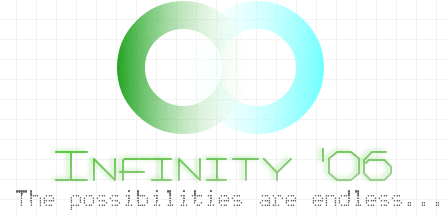 Infinity '06
The possibilities are endless...